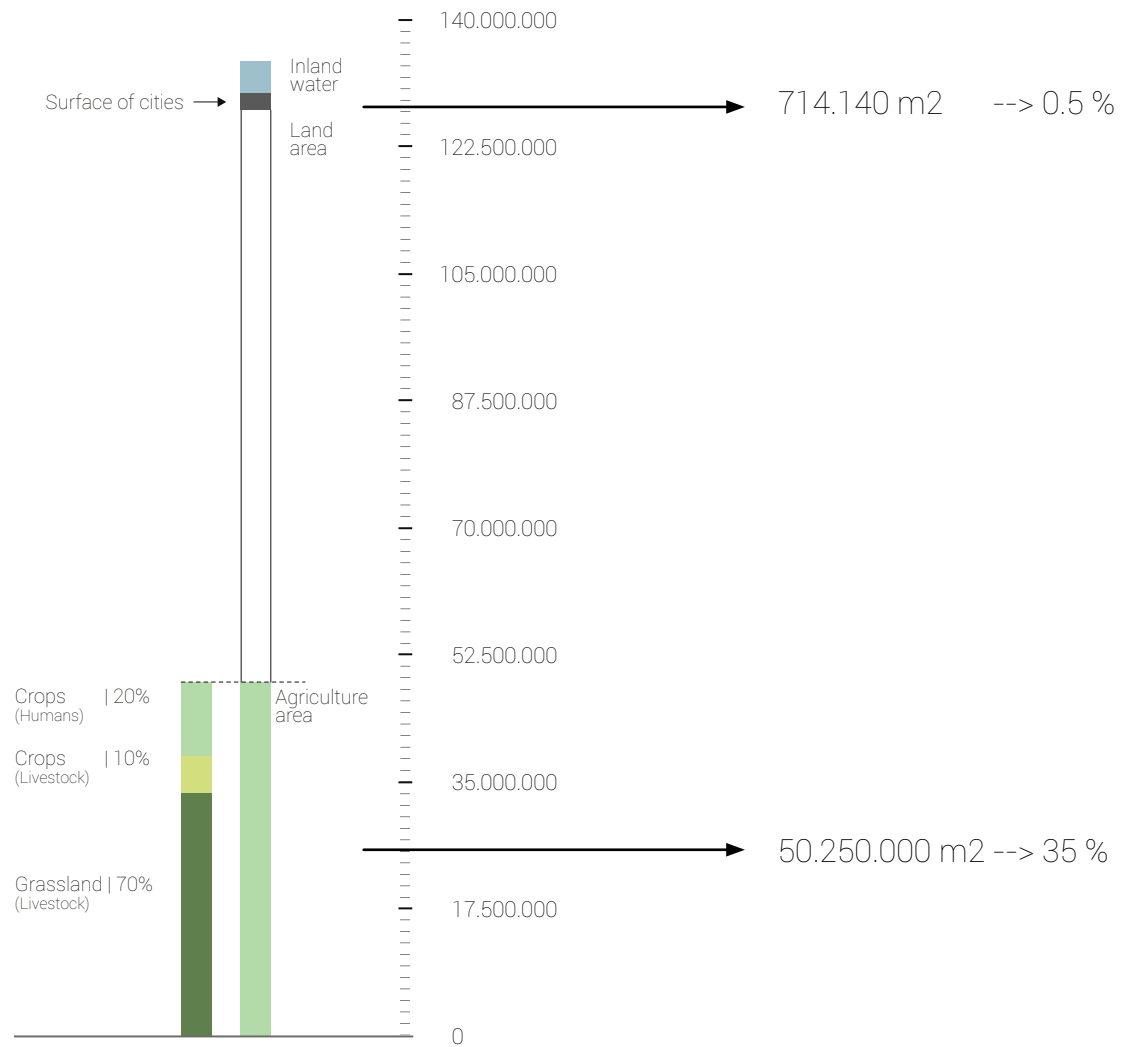 140.000.000
Inland
water
Surface of cities
714.140 m2 --> 0.5 %
Land
area
122.500.000
105.000.000
87.500.000
70.000.000
52.500.000
Crops | 20%
(Humans)
Agriculture
area
Crops | 10%
(Livestock)
35.000.000
50.250.000 m2 --> 35 %
Grassland | 70%
(Livestock)
17.500.000
0